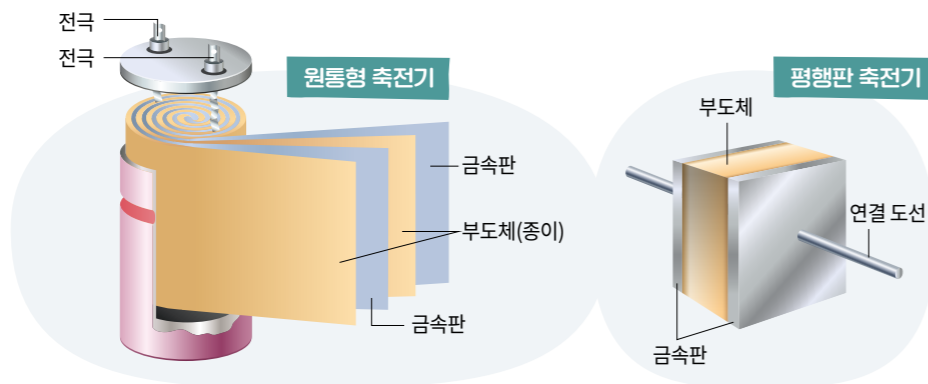 전극
전극
원통형 축전기
금속판
부도체(종이)
금속판
평행판 축전기
부도체
연결 도선
금속판